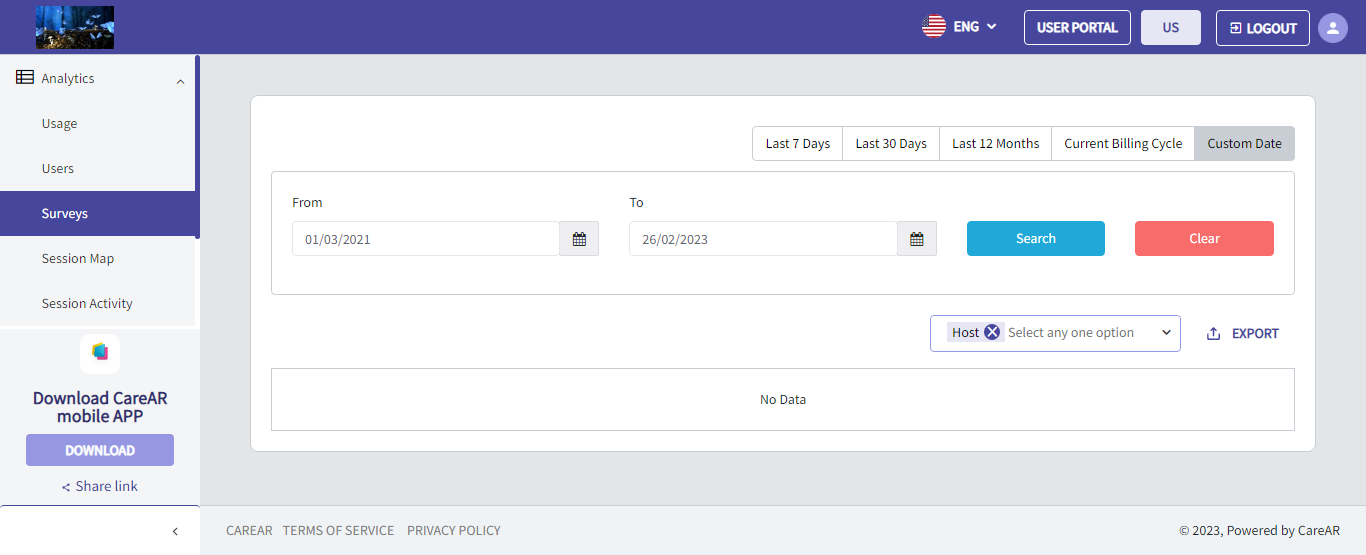 ENG
USER PORTAL
US
LOGOUT
Analytics
Usage
Users
Surveys
Session Map
Session Activity
Download CareAR
mobile APP
DOWNLOAD
Share link
Last 7 Days
Last 30 Days
Last 12 Months
Current Billing Cycle
Custom Date
From
To
01/03/2021
26/02/2023
Search
Clear
Host
Select any one option
EXPORT
No Data
CAREAR
TERMS OF SERVICE
PRIVACY POLICY
© 2023, Powered by CareAR